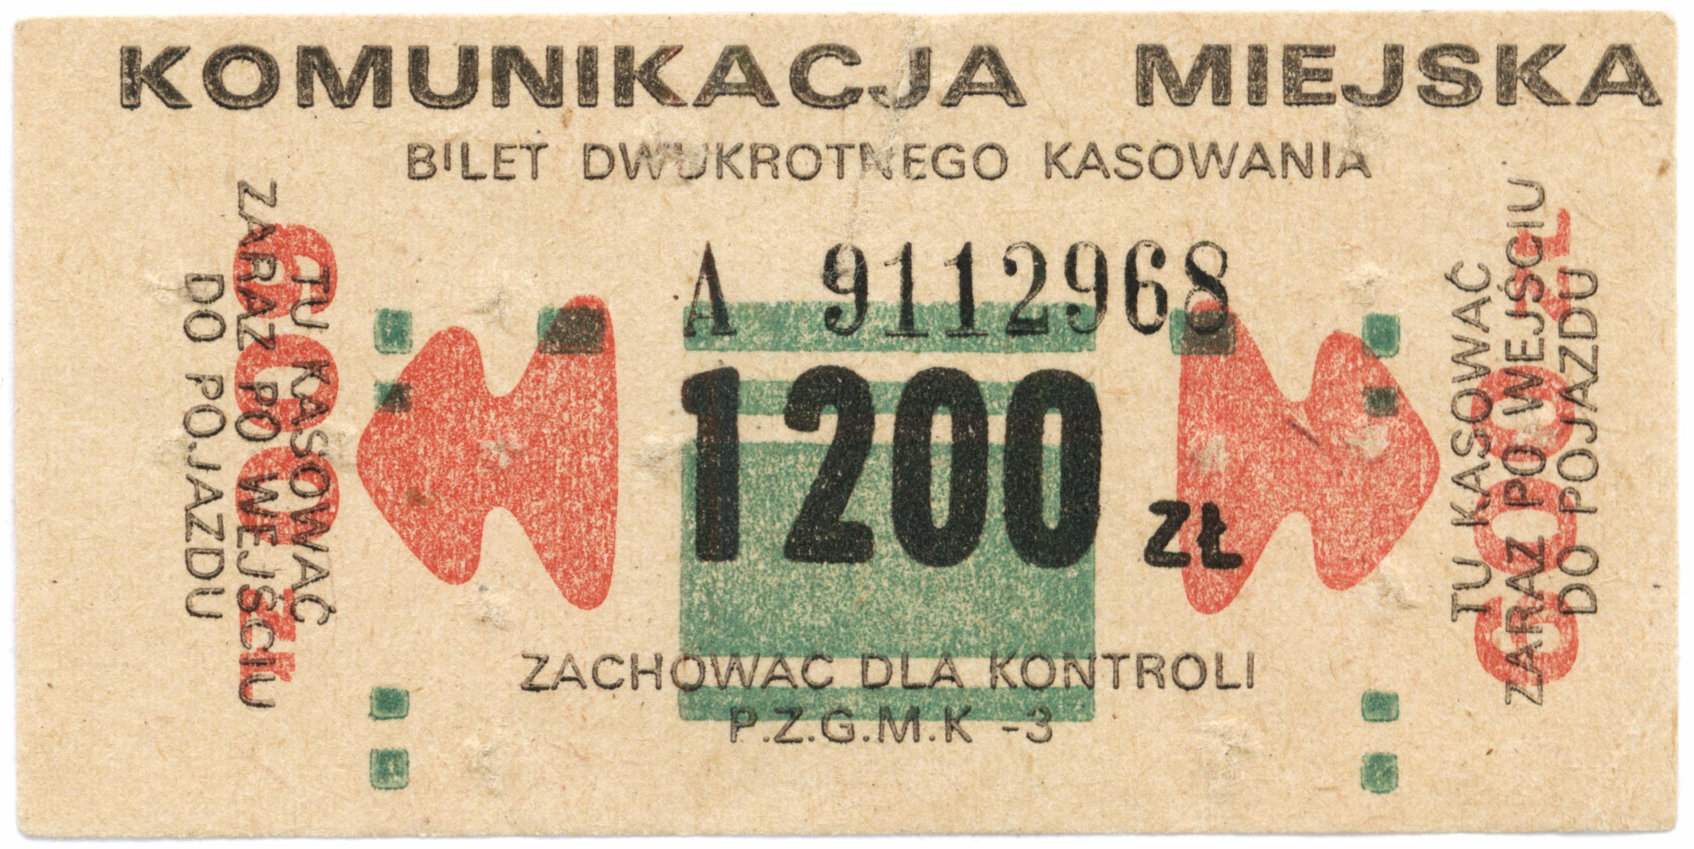 KOMUNIKACJA MIEJSKA
BILET DWUKROTNEGO KASOWANIA
A 9112968
1200 ZŁ
ZACHOWAC DLA KONTROLI
P.Z.G.M.K -3
TU KASOWAĆ
ZARAZ PO WEJŚCIU
DO POJAZDU
TU KASOWAĆ
ZARAZ PO WEJŚCIU
DO POJAZDU